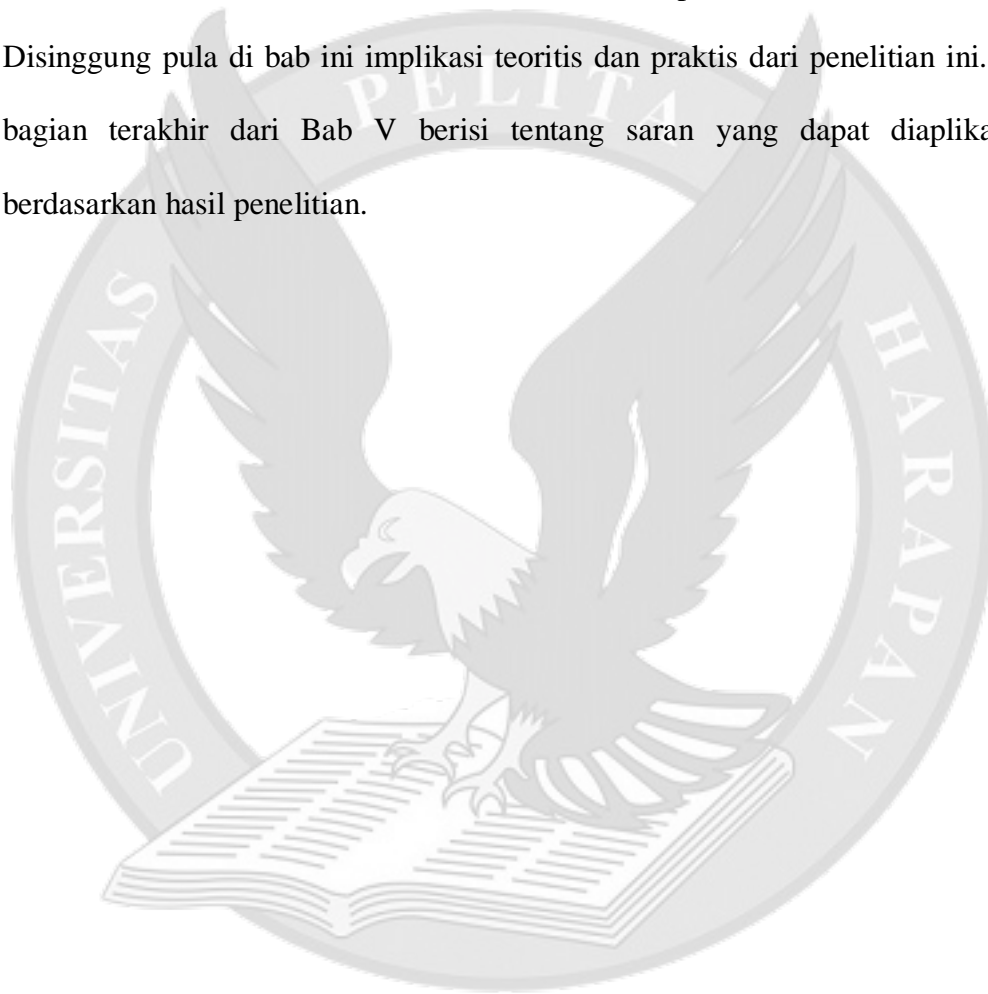 Disinggung pula di bab ini implikasi teoritis dan praktis dari penelitian ini.
bagian terakhir dari Bab V berisi tentang saran yang dapat
berdasarkan hasil penelitian.
UNIVERSITAS PELITA HARAPAN